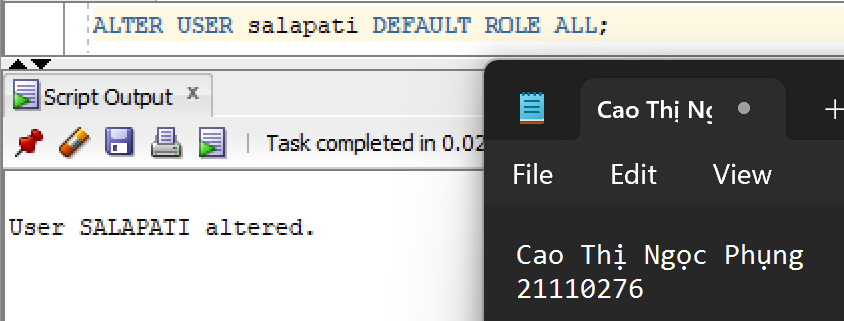 ALTER USER salapati DEFAULT ROLE ALL;
Script Output x
Task completed in 0.02
User SALAPATI altered.
Cao Thị Ng
File Edit View
Cao Thị Ngọc Phụng
21110276